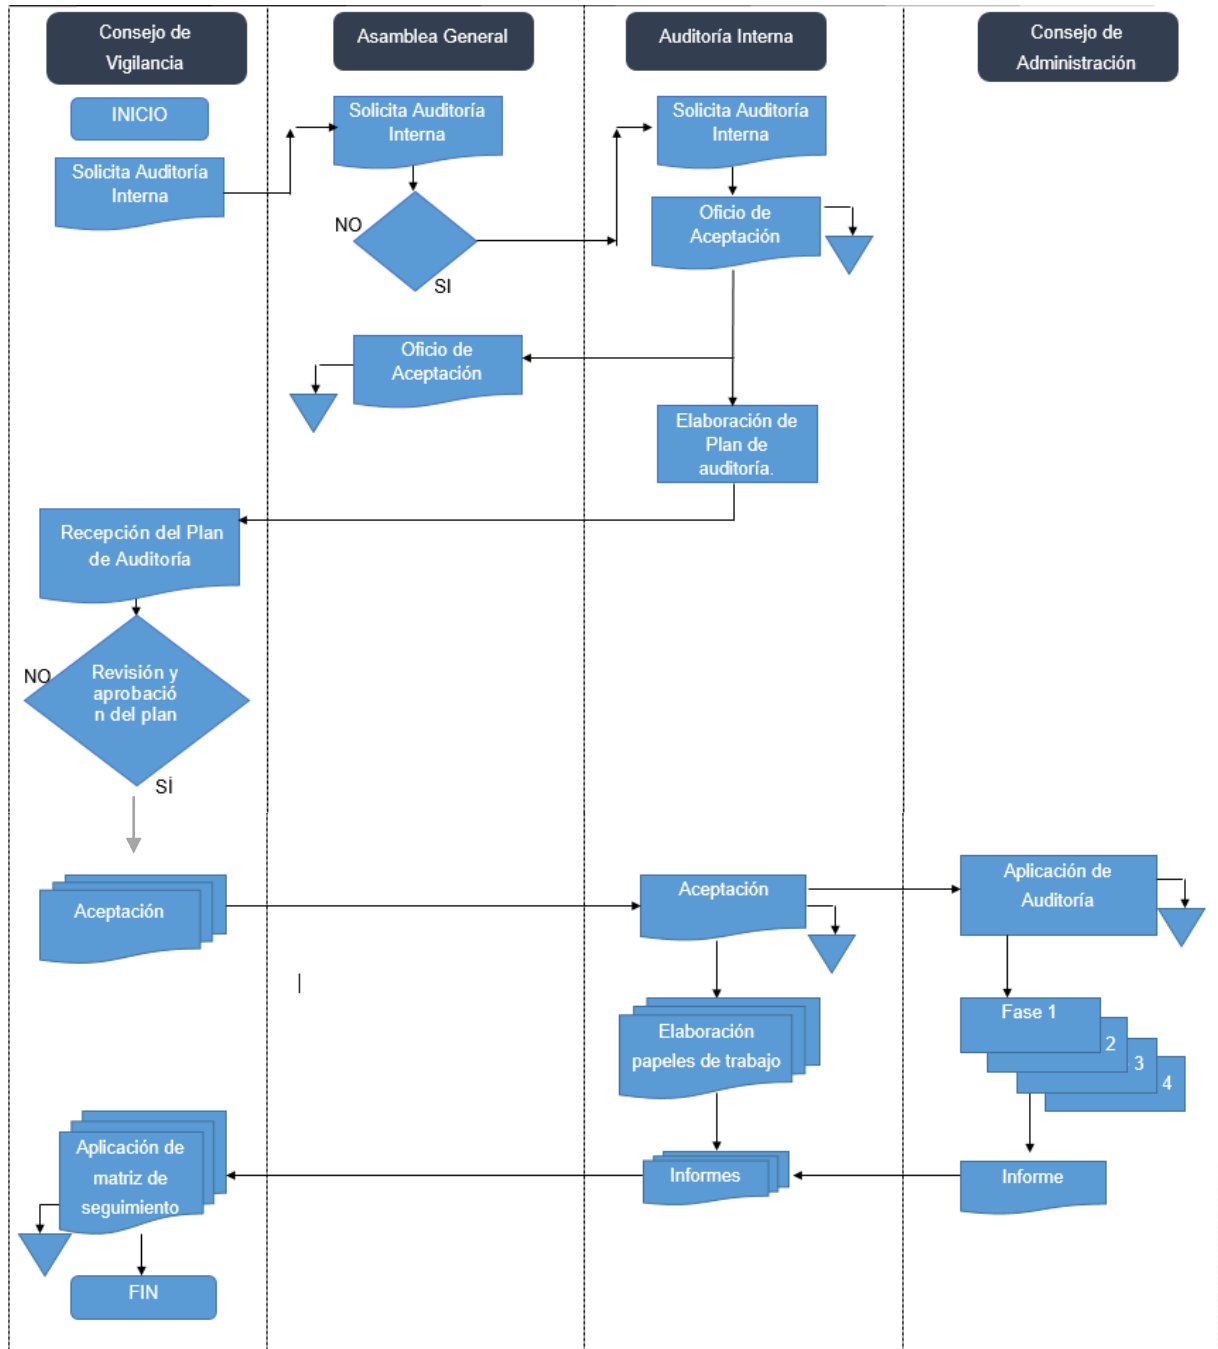 Consejo de
Vigilancia
Asamblea General
Auditoría Interna
Consejo de
Administración
INICIO
Solicita Auditoría
Interna
Solicita Auditoría
Interna
Solicita Auditoría
Interna
NO
SI
Oficio de
Aceptación
Oficio de
Aceptación
Elaboración de
Plan de
auditoría.
Recepción del Plan
de Auditoría
NO
Revisión y
aprobació
n del plan
SÍ
Aceptación
Aceptación
Aplicación de
Auditoría
Elaboración
papeles de trabajo
Fase 1
2
3
4
Aplicación de
matriz de
seguimiento
Informes
Informe
FIN